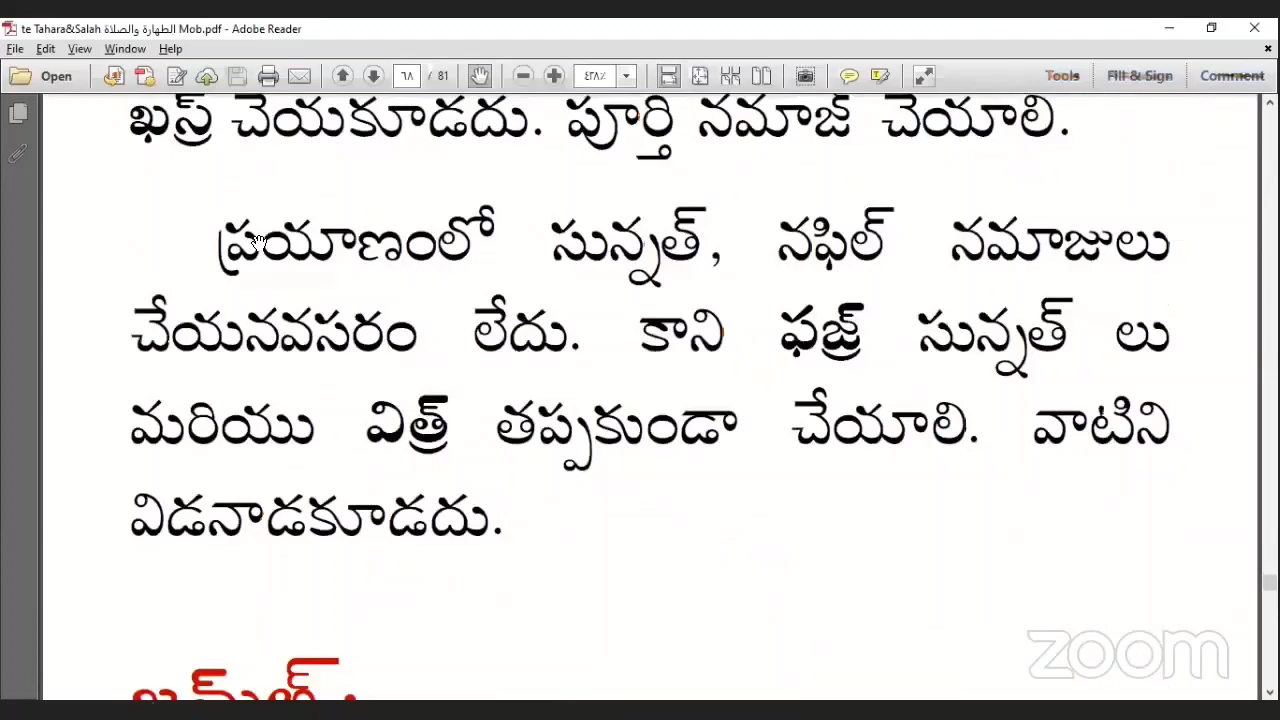 te Tahara&Salah الطهارة والصلاة Mob.pdf - Adobe Reader
File Edit View Window Help
Open ٦٨ / 81 ٤٣٨٪ Tools Fill & Sign Comment
ఖస్ర్ చేయకూడదు. పూర్తి నమాజ్ చేయాలి.
ప్రయాణంలో సున్నత్, నఫిల్ నమాజులు
చేయనవసరం లేదు. కాని ఫజ్ర్ సున్నత్ లు
మరియు విత్ర్ తప్పకుండా చేయాలి. వాటిని
విడనాడకూడదు.
zoom